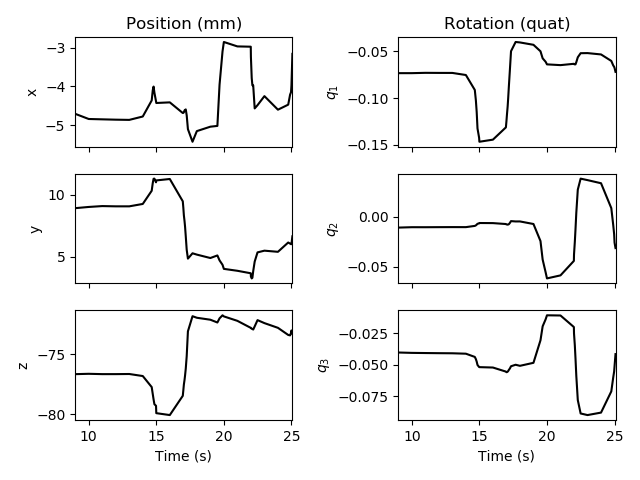 Position (mm)
Rotation (quat)
x
−3
−4
−5
q1
−0.05
−0.10
−0.15
y
10
5
q2
0.00
−0.05
z
−75
−80
10 15 20 25
Time (s)
q3
−0.025
−0.050
−0.075
10 15 20 25
Time (s)